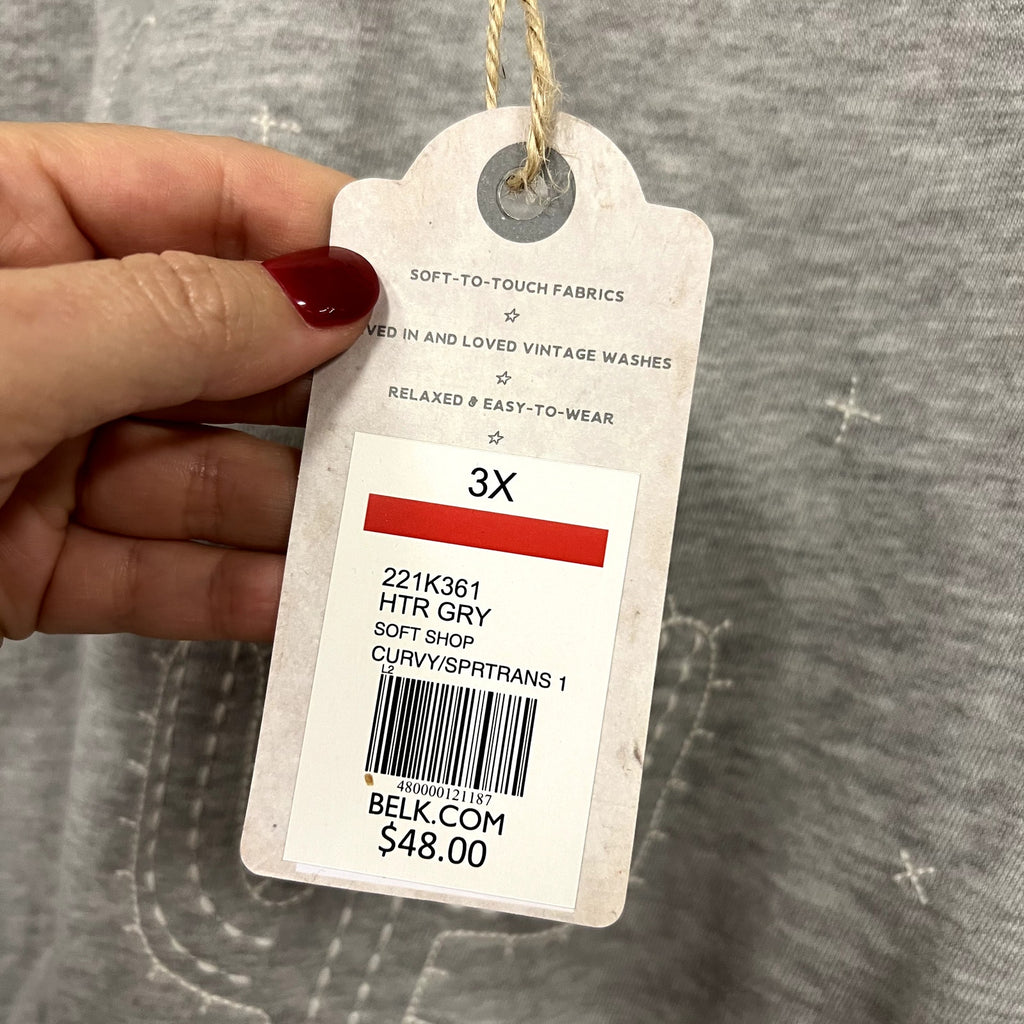 SOFT-TO-TOUCH FABRICS
IN AND LOVED VINTAGE WASHES
RELAXED & EASY-TO-WEAR
3X
221K361
HTR GRY
SOFT SHOP
CURVY/SPRTRANS 1
L2
480000121187
BELK.COM
$48.00